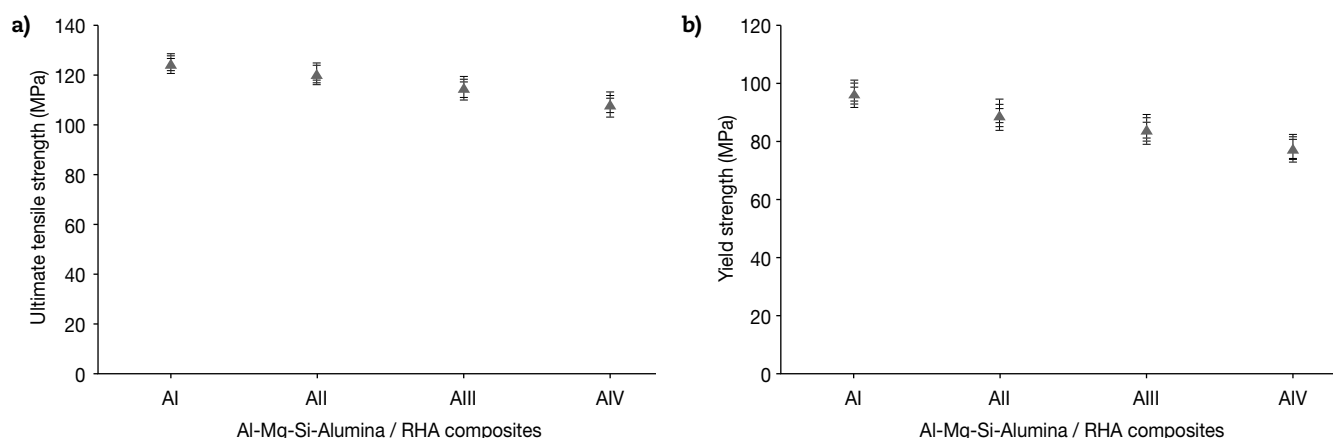 a)
Ultimate tensile strength (MPa)
140
120
100
80
60
40
20
0
AI
AII
AIII
AIV
Al-Mg-Si-Alumina / RHA composites
b)
Yield strength (MPa)
120
100
80
60
40
20
0
AI
AII
AIII
AIV
Al-Mg-Si-Alumina / RHA composites